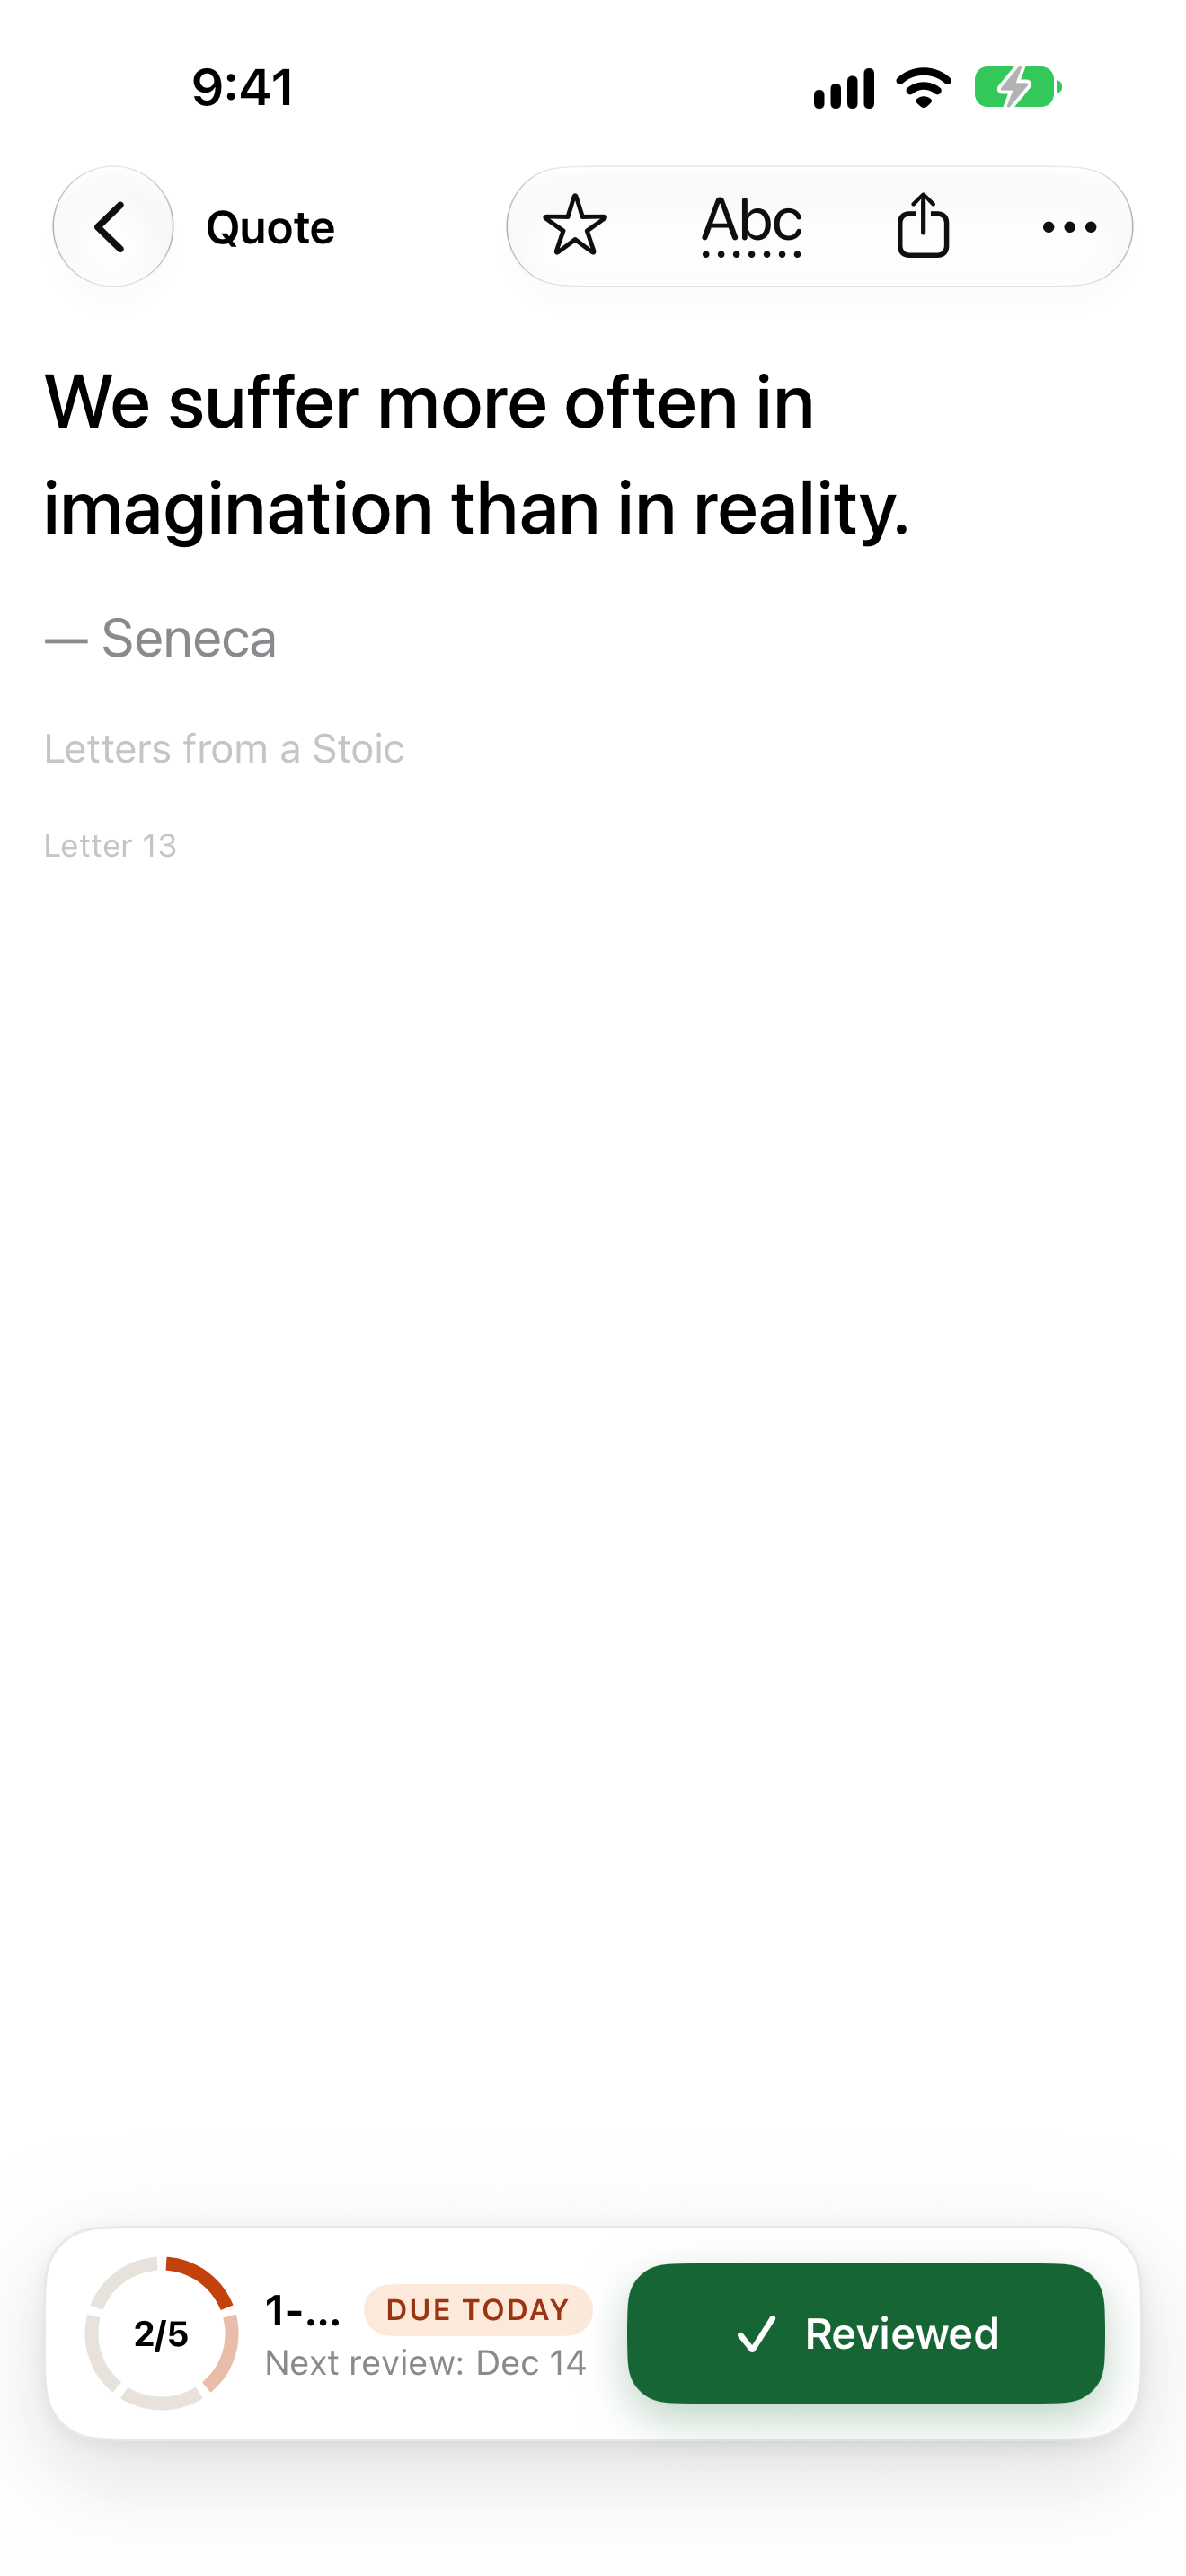 9:41
Quote
Abc
We suffer more often in
imagination than in reality.
— Seneca
Letters from a Stoic
Letter 13
2/5
1-...
DUE TODAY
Next review: Dec 14
Reviewed